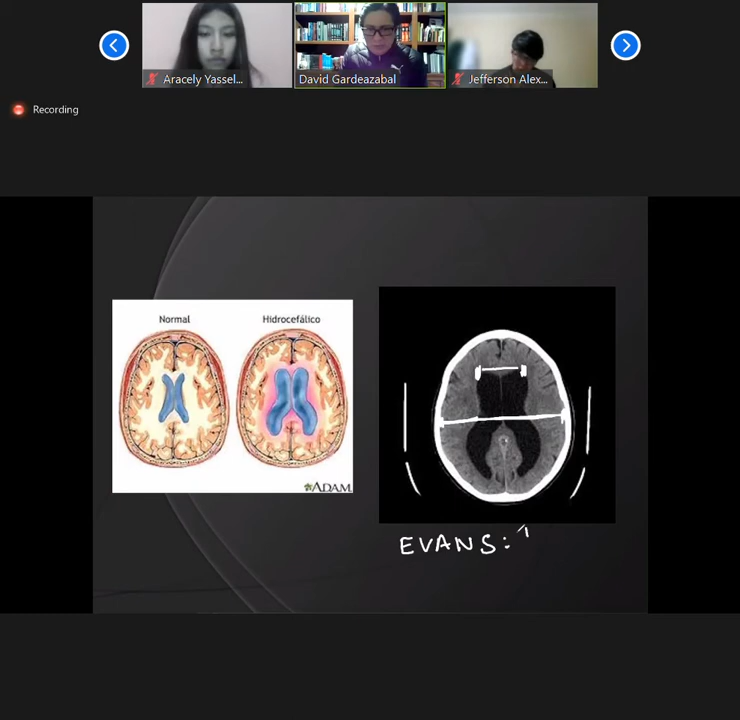 Aracely Yassel...
David Gardeazabal
Jefferson Alex...
Recording
Normal
Hidrocefálico
ADAM
EVANS: